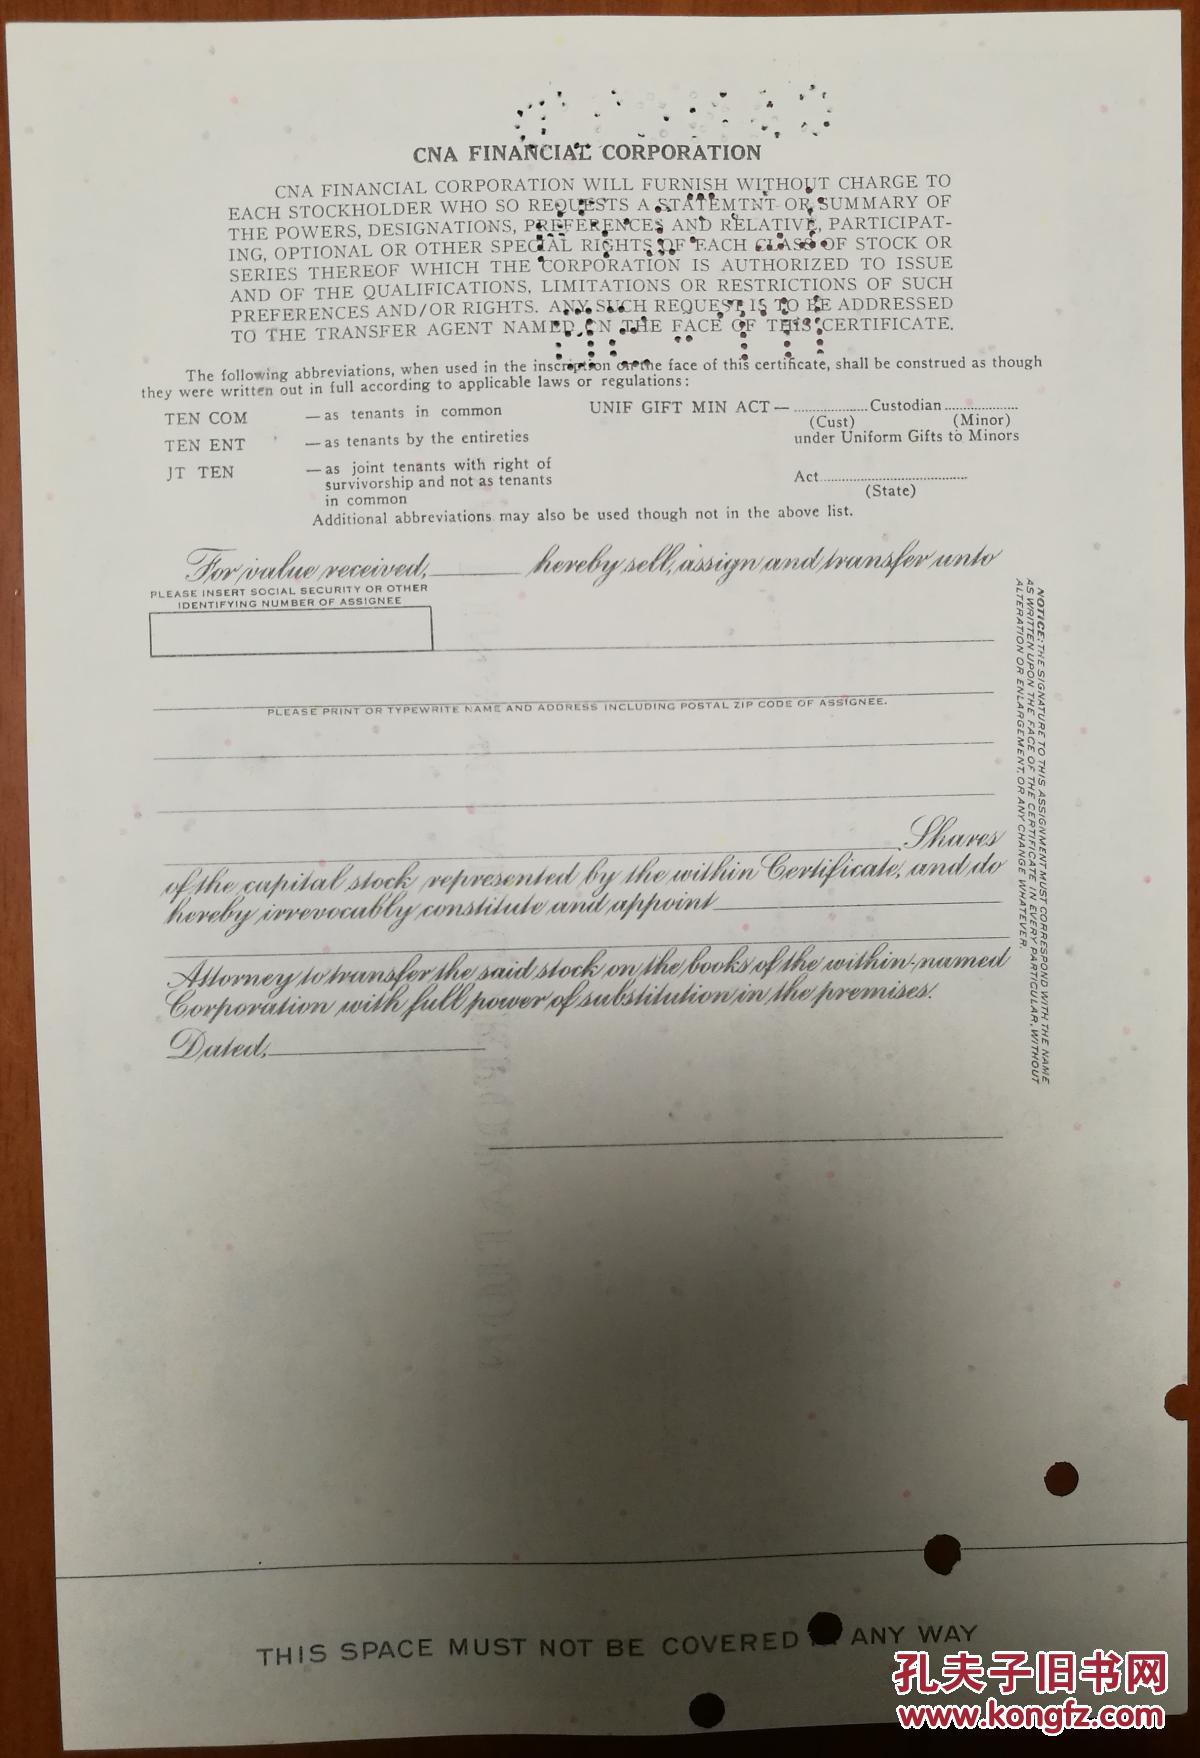 CNA FINANCIAL CORPORATION
CNA FINANCIAL CORPORATION WILL FURNISH WITHOUT CHARGE TO
EACH STOCKHOLDER WHO SO REQUESTS A STATEMTNT OR SUMMARY OF
THE POWERS, DESIGNATIONS, PREFERENCES AND RELATIVE, PARTICIPAT-
ING, OPTIONAL OR OTHER SPECIAL RIGHTS OF EACH CLASS OF STOCK OR
SERIES THEREOF WHICH THE CORPORATION IS AUTHORIZED TO ISSUE
AND OF THE QUALIFICATIONS, LIMITATIONS OR RESTRICTIONS OF SUCH
PREFERENCES AND/OR RIGHTS. ANY SUCH REQUEST IS TO BE ADDRESSED
TO THE TRANSFER AGENT NAMED ON THE FACE OF THIS CERTIFICATE.
The following abbreviations, when used in the inscription on the face of this certificate, shall be construed as though
they were written out in full according to applicable laws or regulations:
TEN COM — as tenants in common
TEN ENT — as tenants by the entireties
JT TEN — as joint tenants with right of
survivorship and not as tenants
in common
UNIF GIFT MIN ACT — .................... Custodian ....................
(Cust) (Minor)
under Uniform Gifts to Minors
Act ........................................
(State)
Additional abbreviations may also be used though not in the above list.
For value received, ________ hereby sell, assign and transfer unto
PLEASE INSERT SOCIAL SECURITY OR OTHER
IDENTIFYING NUMBER OF ASSIGNEE
PLEASE PRINT OR TYPEWRITE NAME AND ADDRESS INCLUDING POSTAL ZIP CODE OF ASSIGNEE.
Shares
of the capital stock represented by the within Certificate, and do
hereby irrevocably constitute and appoint
Attorney to transfer the said stock on the books of the within-named
Corporation with full power of substitution in the premises.
Dated,
NOTICE: THE SIGNATURE TO THIS ASSIGNMENT MUST CORRESPOND WITH THE NAME
AS WRITTEN UPON THE FACE OF THE CERTIFICATE IN EVERY PARTICULAR, WITHOUT
ALTERATION OR ENLARGEMENT, OR ANY CHANGE WHATEVER.
THIS SPACE MUST NOT BE COVERED ANY WAY
孔夫子旧书网
www.kongfz.com